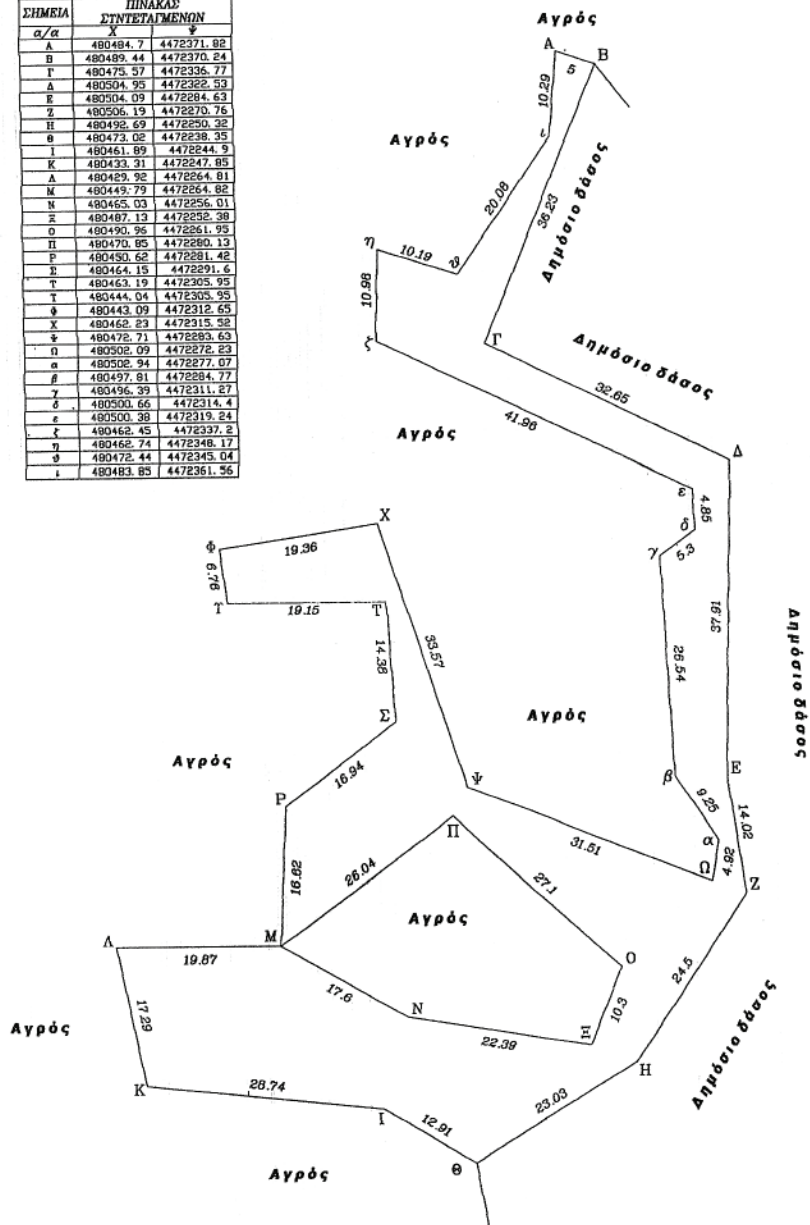 ΣΗΜΕΙΑ ΠΙΝΑΚΑΣ ΣΥΝΤΕΤΑΓΜΕΝΩΝ
α/α Χ Ψ
Α 480484.7 4472371.82
Β 480489.44 4472370.24
Γ 480475.57 4472336.77
Δ 480504.95 4472322.53
Ε 480504.09 4472284.63
Ζ 480506.19 4472270.76
Η 480492.69 4472250.32
Θ 480473.02 4472238.35
Ι 480461.89 4472244.9
Κ 480433.31 4472247.85
Λ 480429.92 4472264.81
Μ 480449.79 4472264.82
Ν 480465.03 4472256.01
Ξ 480487.13 4472252.38
Ο 480490.96 4472261.95
Π 480470.85 4472280.13
Ρ 480450.62 4472281.42
Σ 480464.15 4472291.6
Τ 480463.19 4472305.95
Τ 480444.04 4472305.95
Φ 480443.09 4472312.65
Χ 480462.23 4472315.52
Ψ 480472.71 4472283.63
Ω 480502.09 4472272.23
α 480502.94 4472277.07
β 480497.81 4472284.77
γ 480496.39 4472311.27
δ 480500.66 4472314.4
ε 480500.38 4472319.24
ζ 480462.45 4472337.2
η 480462.74 4472348.17
θ 480472.44 4472345.04
ι 480483.85 4472361.56
Αγρός
Α
Β
5
10.29
Αγρός
ι
20.08
36.23
Δημόσιο δάσος
η
10.19
ϑ
10.98
ζ
Γ
Δημόσιο δάσος
32.65
41.96
Αγρός
Δ
ε
4.85
δ
5.3
γ
Χ
Φ
19.36
6.76
Υ
19.15
Τ
14.38
33.57
26.54
37.91
Δημόσιο δάσος
Σ
Αγρός
Αγρός
16.94
Ψ
β
Ε
9.25
14.02
Ρ
Π
31.51
α
4.92
Ω
Ζ
16.62
26.04
27.1
Αγρός
Λ
19.87
Μ
Ο
24.5
17.6
10.3
17.29
Ν
22.39
Ξ
Αγρός
Δημόσιο δάσος
Η
Κ
28.74
Ι
12.91
23.03
Θ
Αγρός